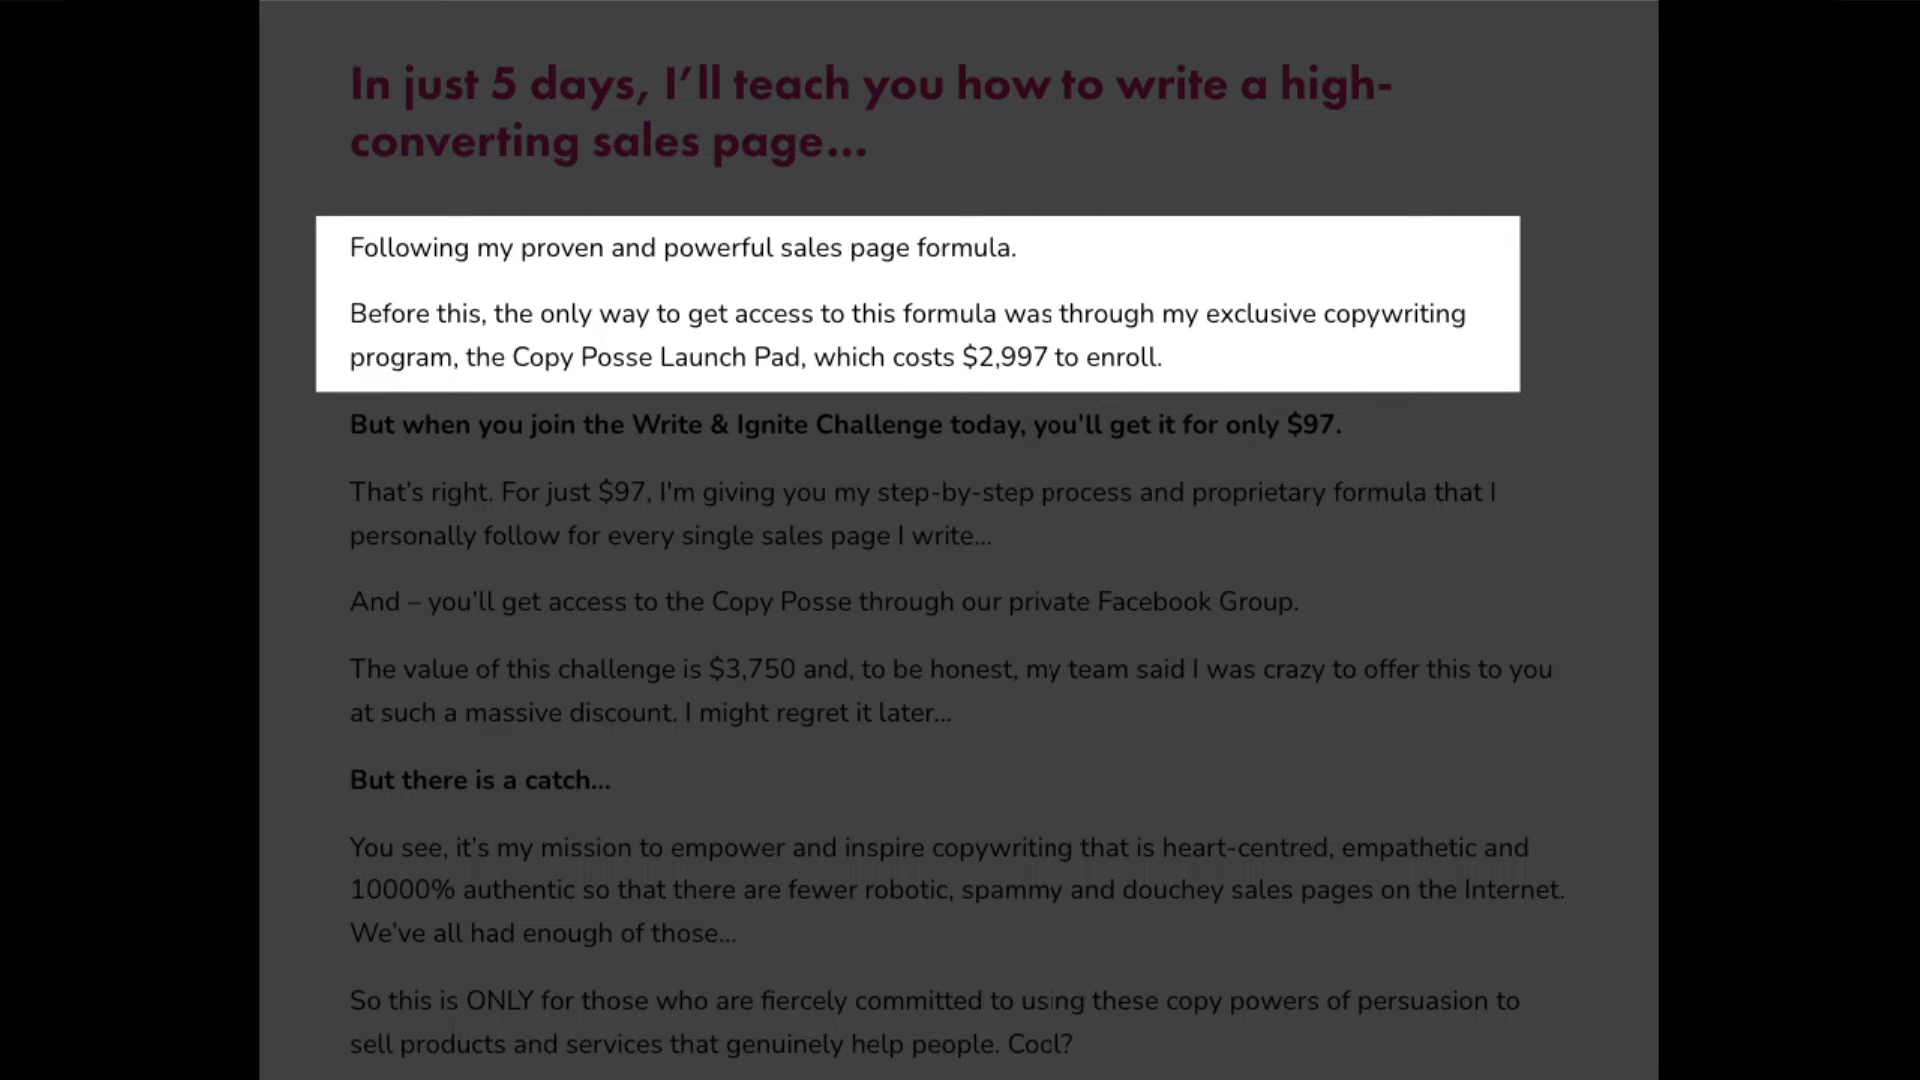 In just 5 days, I’ll teach you how to write a high-
converting sales page...
Following my proven and powerful sales page formula.
Before this, the only way to get access to this formula was through my exclusive copywriting
program, the Copy Posse Launch Pad, which costs $2,997 to enroll.
But when you join the Write & Ignite Challenge today, you'll get it for only $97.
That’s right. For just $97, I'm giving you my step-by-step process and proprietary formula that I
personally follow for every single sales page I write...
And – you’ll get access to the Copy Posse through our private Facebook Group.
The value of this challenge is $3,750 and, to be honest, my team said I was crazy to offer this to you
at such a massive discount. I might regret it later...
But there is a catch...
You see, it’s my mission to empower and inspire copywriting that is heart-centred, empathetic and
10000% authentic so that there are fewer robotic, spammy and douchey sales pages on the Internet.
We’ve all had enough of those...
So this is ONLY for those who are fiercely committed to using these copy powers of persuasion to
sell products and services that genuinely help people. Cool?